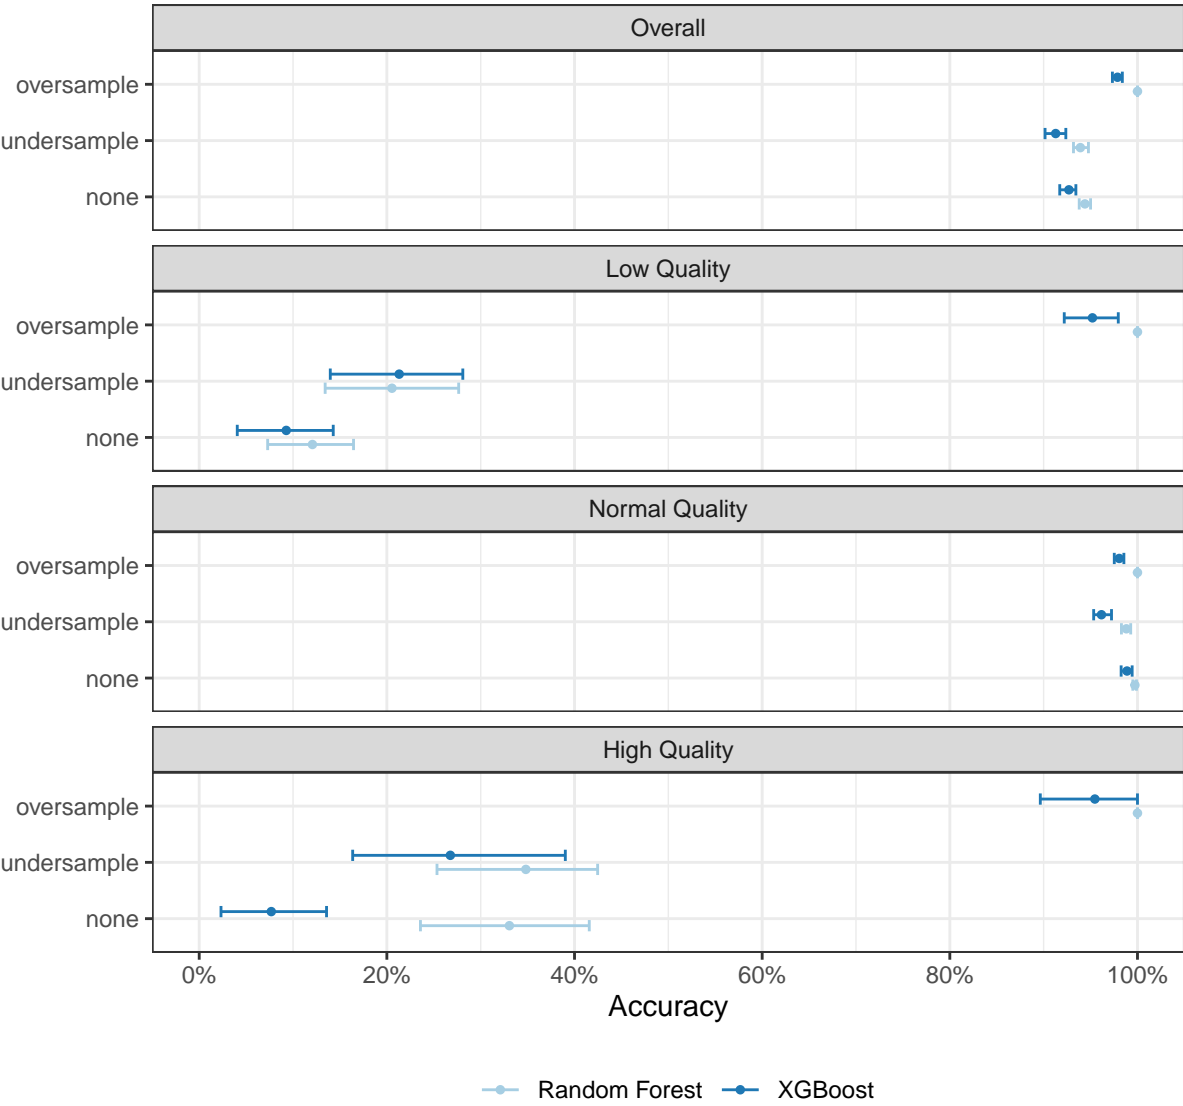 Overall
oversample
undersample
none
Low Quality
oversample
undersample
none
Normal Quality
oversample
undersample
none
High Quality
oversample
undersample
none
0% 20% 40% 60% 80% 100%
Accuracy
Random Forest XGBoost